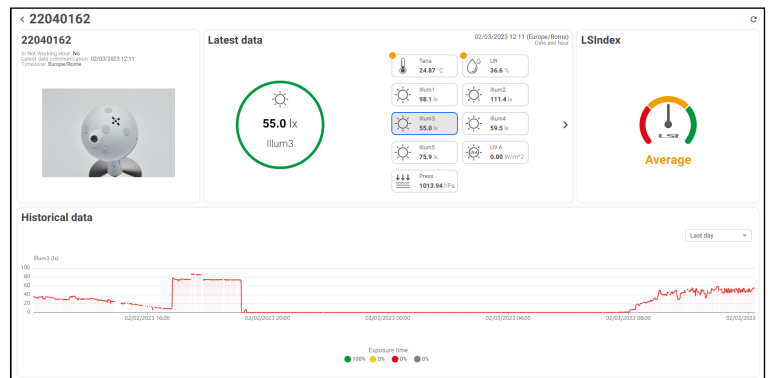 22040162
22040162
In Not Working Hour: No
Latest data communication: 02/03/2023 12:11
Timezone: Europe/Rome
Latest data
02/03/2023 12:11 (Europe/Rome)
Date and hour
55.0 lx
Illum3
Taria
24.87 °C
UR
36.6 %
Illum1
98.1 lx
Illum2
111.4 lx
Illum3
55.0 lx
Illum4
59.5 lx
Illum5
75.9 lx
UV-A
0.00 W/m^2
Press
1013.94 hPa
LSIndex
Average
Historical data
Last day
Illum3 (lx)
100
80
60
40
20
0
02/02/2023 16:00
02/02/2023 20:00
02/03/2023 00:00
02/03/2023 04:00
02/03/2023 08:00
02/03/2023
Exposure time
100% 0% 0% 0%